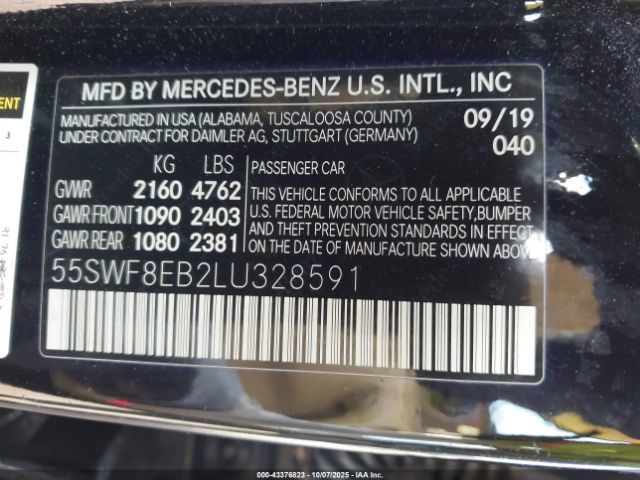 MFD BY MERCEDES-BENZ U.S. INTL., INC
MANUFACTURED IN USA (ALABAMA, TUSCALOOSA COUNTY) 09/19
UNDER CONTRACT FOR DAIMLER AG, STUTTGART (GERMANY) 040
KG LBS PASSENGER CAR
GVWR 2160 4762 THIS VEHICLE CONFORMS TO ALL APPLICABLE
GAWR FRONT 1090 2403 U.S. FEDERAL MOTOR VEHICLE SAFETY, BUMPER
GAWR REAR 1080 2381 AND THEFT PREVENTION STANDARDS IN EFFECT
ON THE DATE OF MANUFACTURE SHOWN ABOVE.
55SWF8EB2LU328591
3
000-43376823 | 10/07/2025 | IAA Inc.